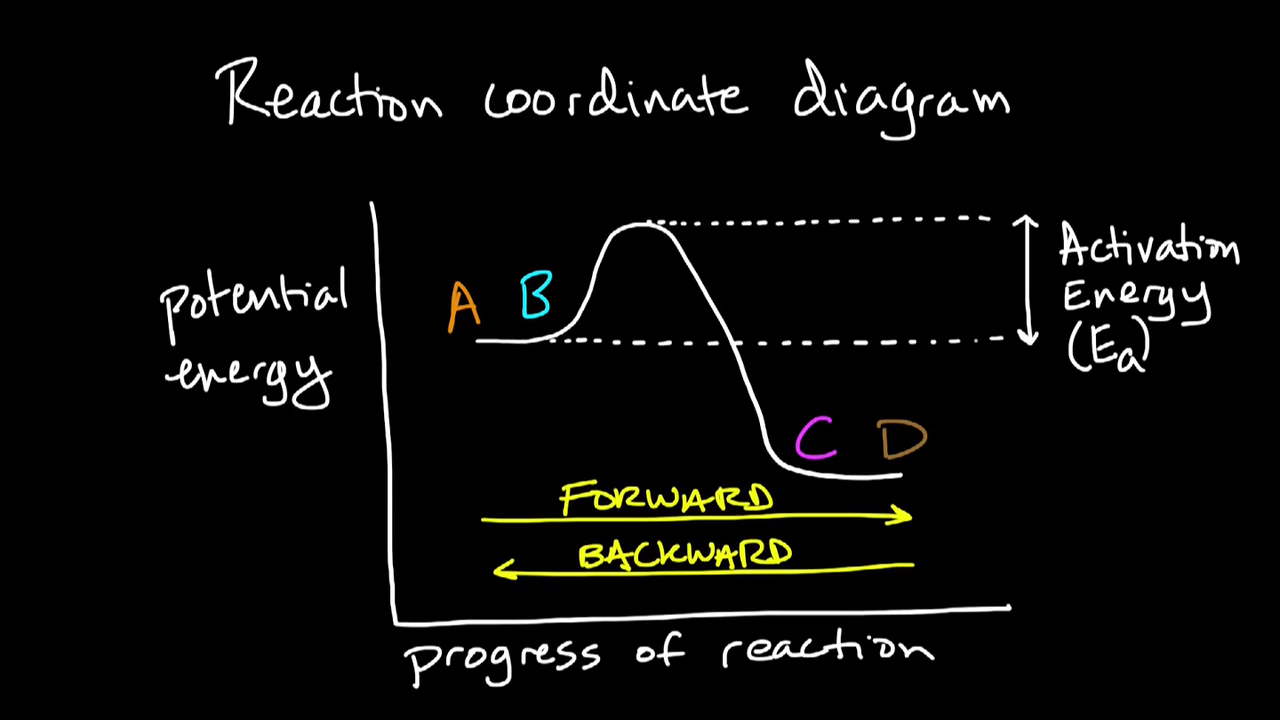 Reaction coordinate diagram
potential
energy
A B
Activation
Energy
(Ea)
C D
FORWARD
BACKWARD
progress of reaction